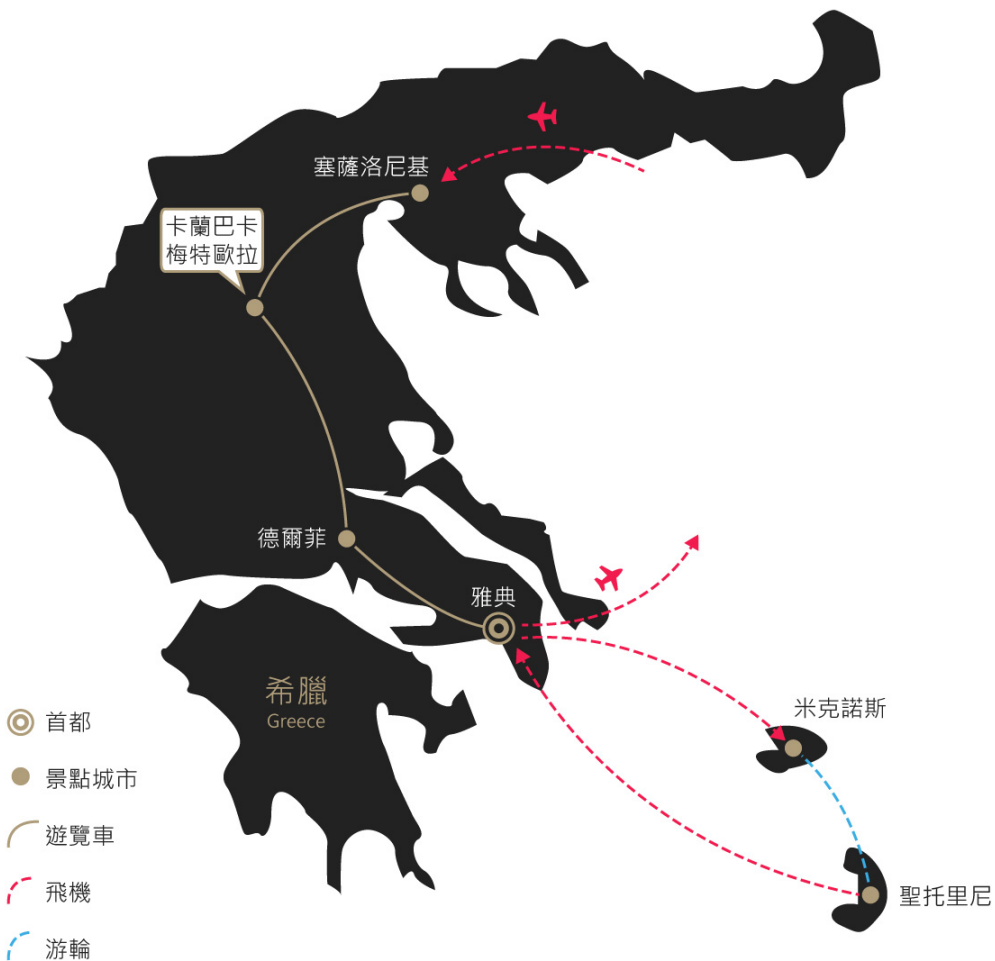 塞薩洛尼基
卡蘭巴卡
梅特歐拉
德爾菲
雅典
希臘
Greece
米克諾斯
聖托里尼
首都
景點城市
遊覽車
飛機
游輪